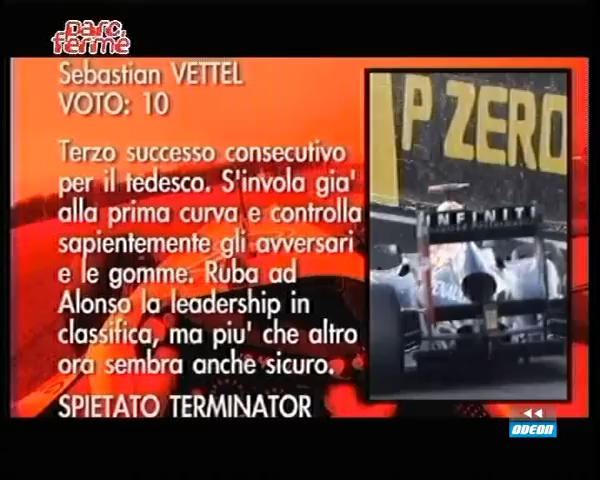 parc fermé
Sebastian VETTEL
VOTO: 10
Terzo successo consecutivo
per il tedesco. S'invola gia'
alla prima curva e controlla
sapientemente gli avversari
e le gomme. Ruba ad
Alonso la leadership in
classifica, ma piu' che altro
ora sembra anche sicuro.
SPIETATO TERMINATOR
P ZERO
INFINITI
ODEON